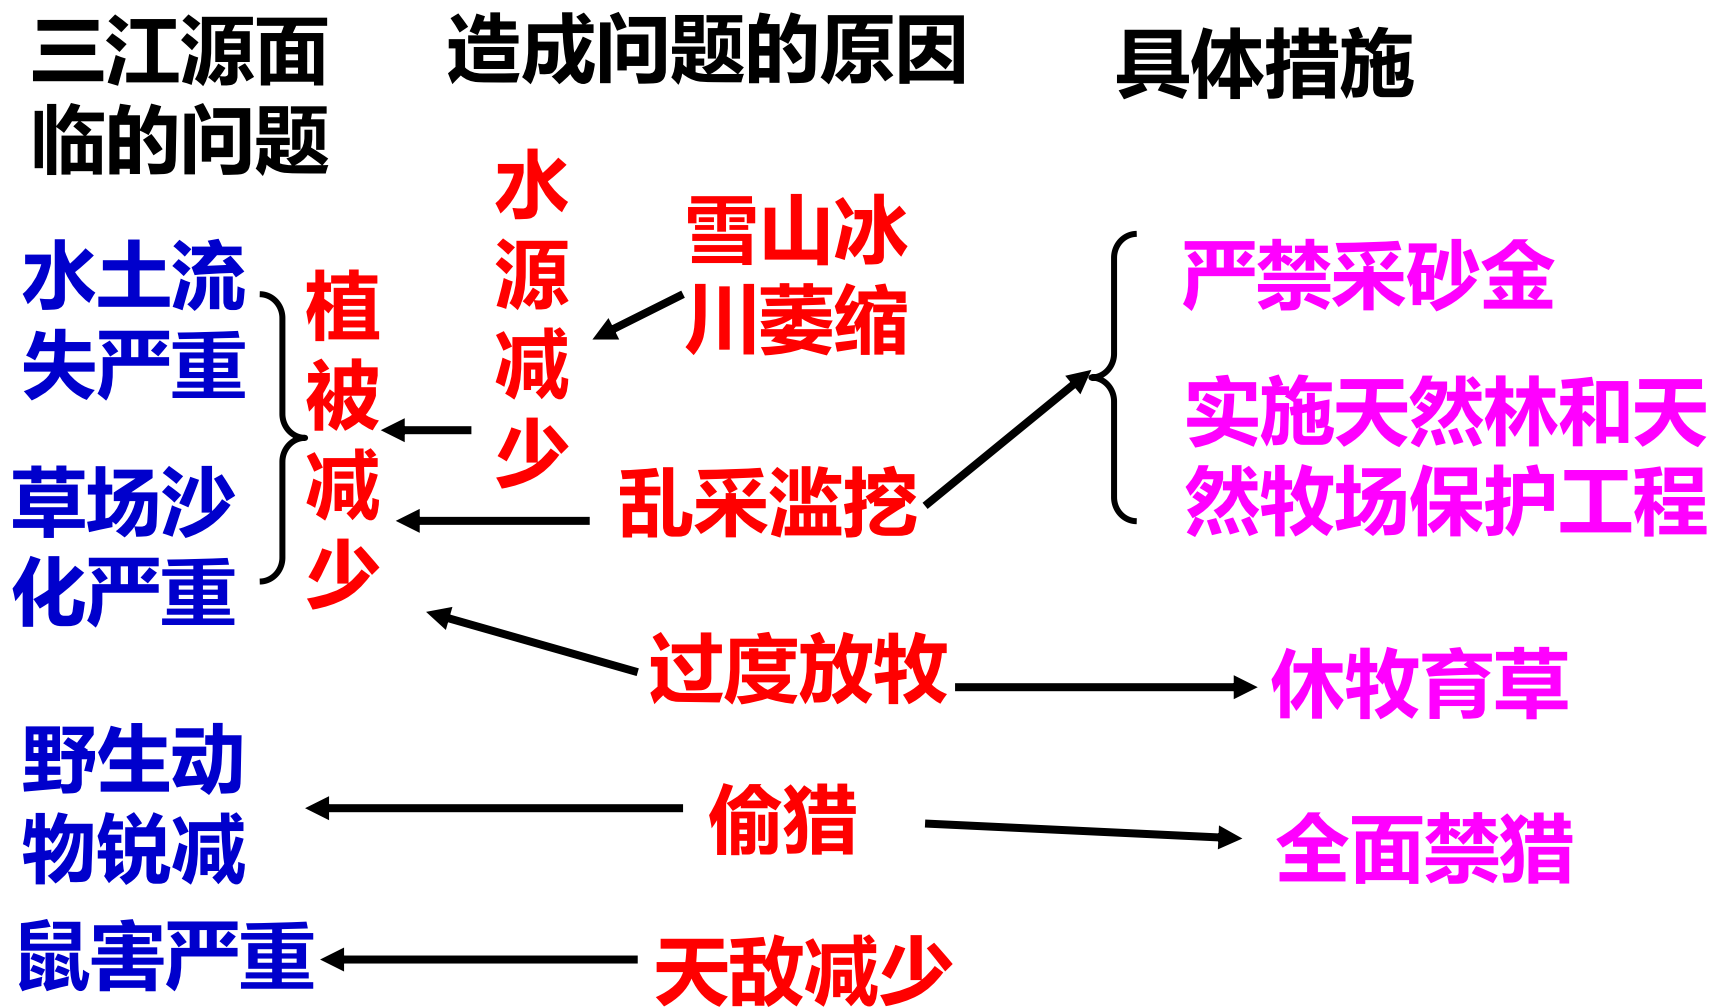 三江源面
临的问题
造成问题的原因
具体措施
水土流
失严重
草场沙
化严重
野生动
物锐减
鼠害严重
植
被
减
少
水
源
减
少
雪山冰
川萎缩
乱采滥挖
过度放牧
偷猎
天敌减少
严禁采砂金
实施天然林和天
然牧场保护工程
休牧育草
全面禁猎